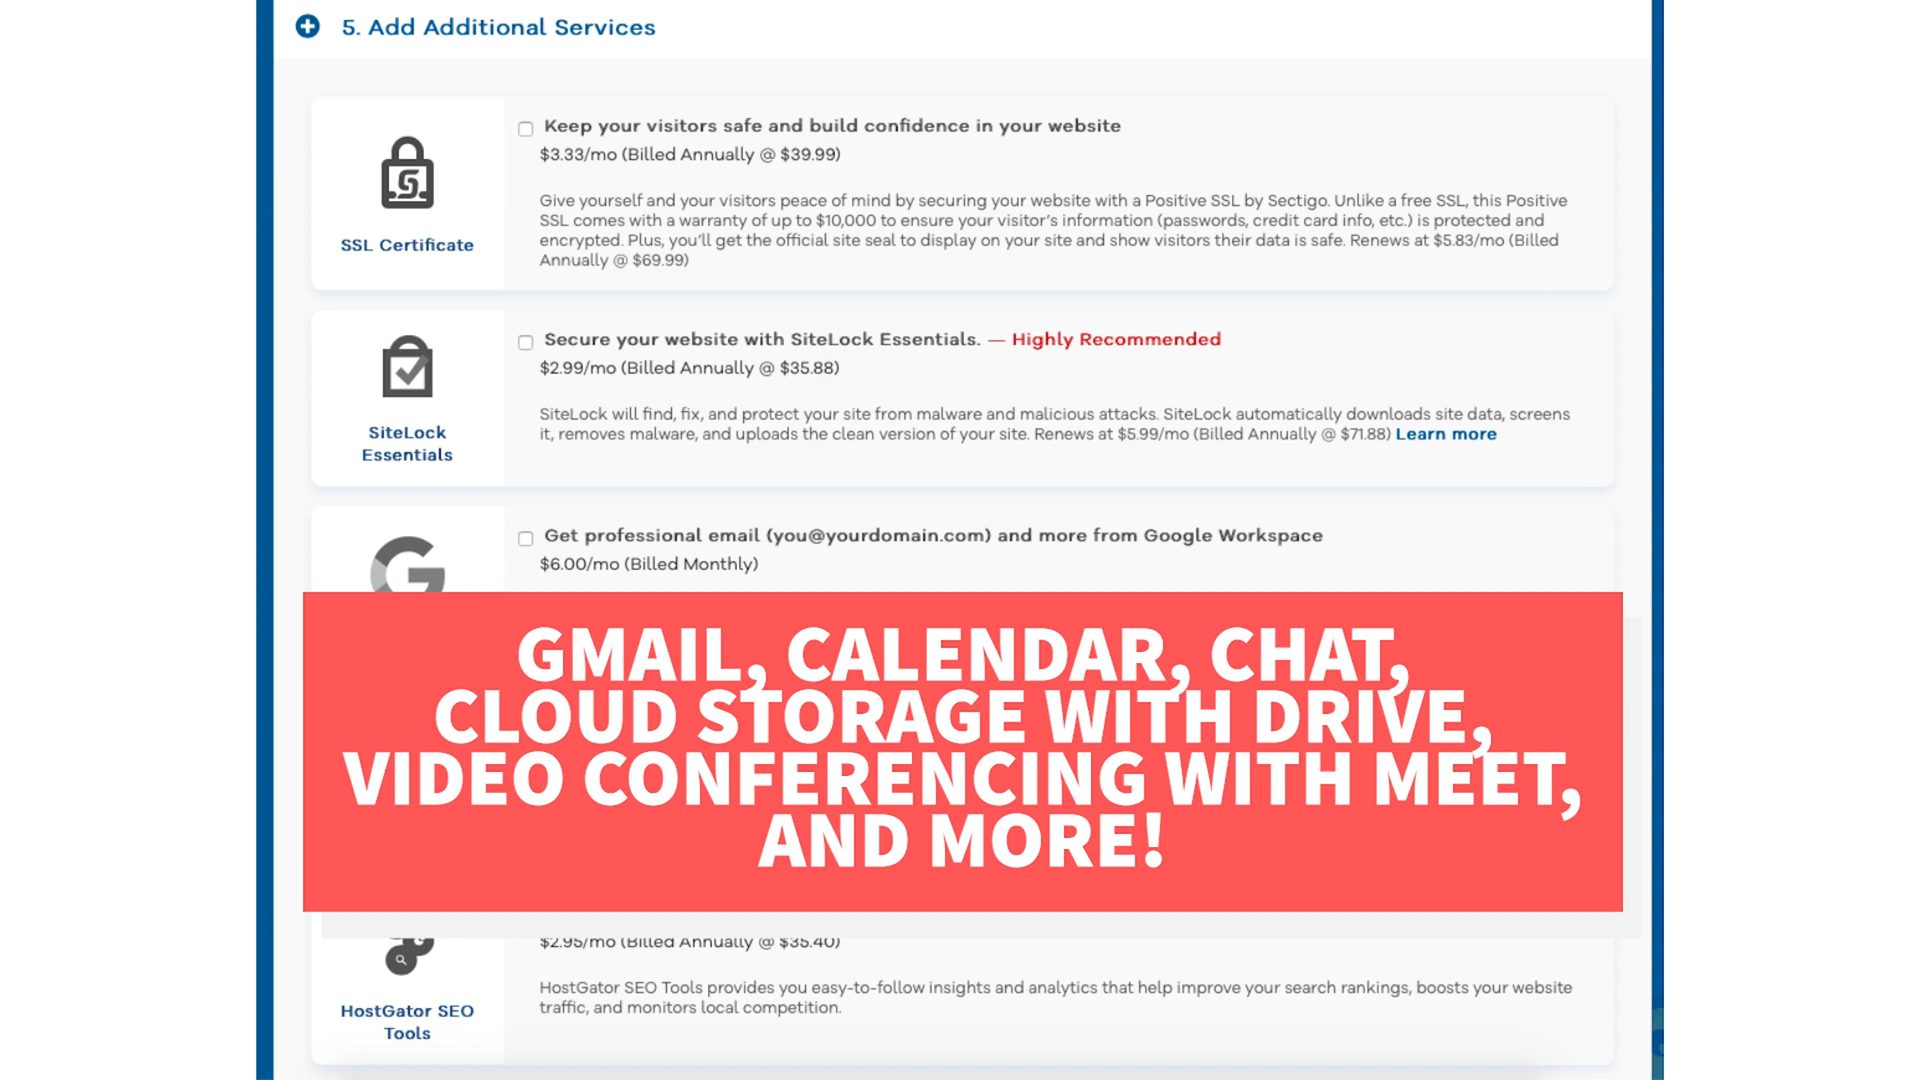 5. Add Additional Services
Keep your visitors safe and build confidence in your website
$3.33/mo (Billed Annually @ $39.99)
Give yourself and your visitors peace of mind by securing your website with a Positive SSL by Sectigo. Unlike a free SSL, this Positive
SSL comes with a warranty of up to $10,000 to ensure your visitor's information (passwords, credit card info, etc.) is protected and
encrypted. Plus, you'll get the official site seal to display on your site and show visitors their data is safe. Renews at $5.83/mo (Billed
Annually @ $69.99)
SSL Certificate
Secure your website with SiteLock Essentials. — Highly Recommended
$2.99/mo (Billed Annually @ $35.88)
SiteLock will find, fix, and protect your site from malware and malicious attacks. SiteLock automatically downloads site data, screens
it, removes malware, and uploads the clean version of your site. Renews at $5.99/mo (Billed Annually @ $71.88) Learn more
SiteLock
Essentials
Get professional email (you@yourdomain.com) and more from Google Workspace
$6.00/mo (Billed Monthly)
GMAIL, CALENDAR, CHAT,
CLOUD STORAGE WITH DRIVE,
VIDEO CONFERENCING WITH MEET,
AND MORE!
$2.95/mo (Billed Annually @ $35.40)
HostGator SEO Tools provides you easy-to-follow insights and analytics that help improve your search rankings, boosts your website
traffic, and monitors local competition.
HostGator SEO
Tools